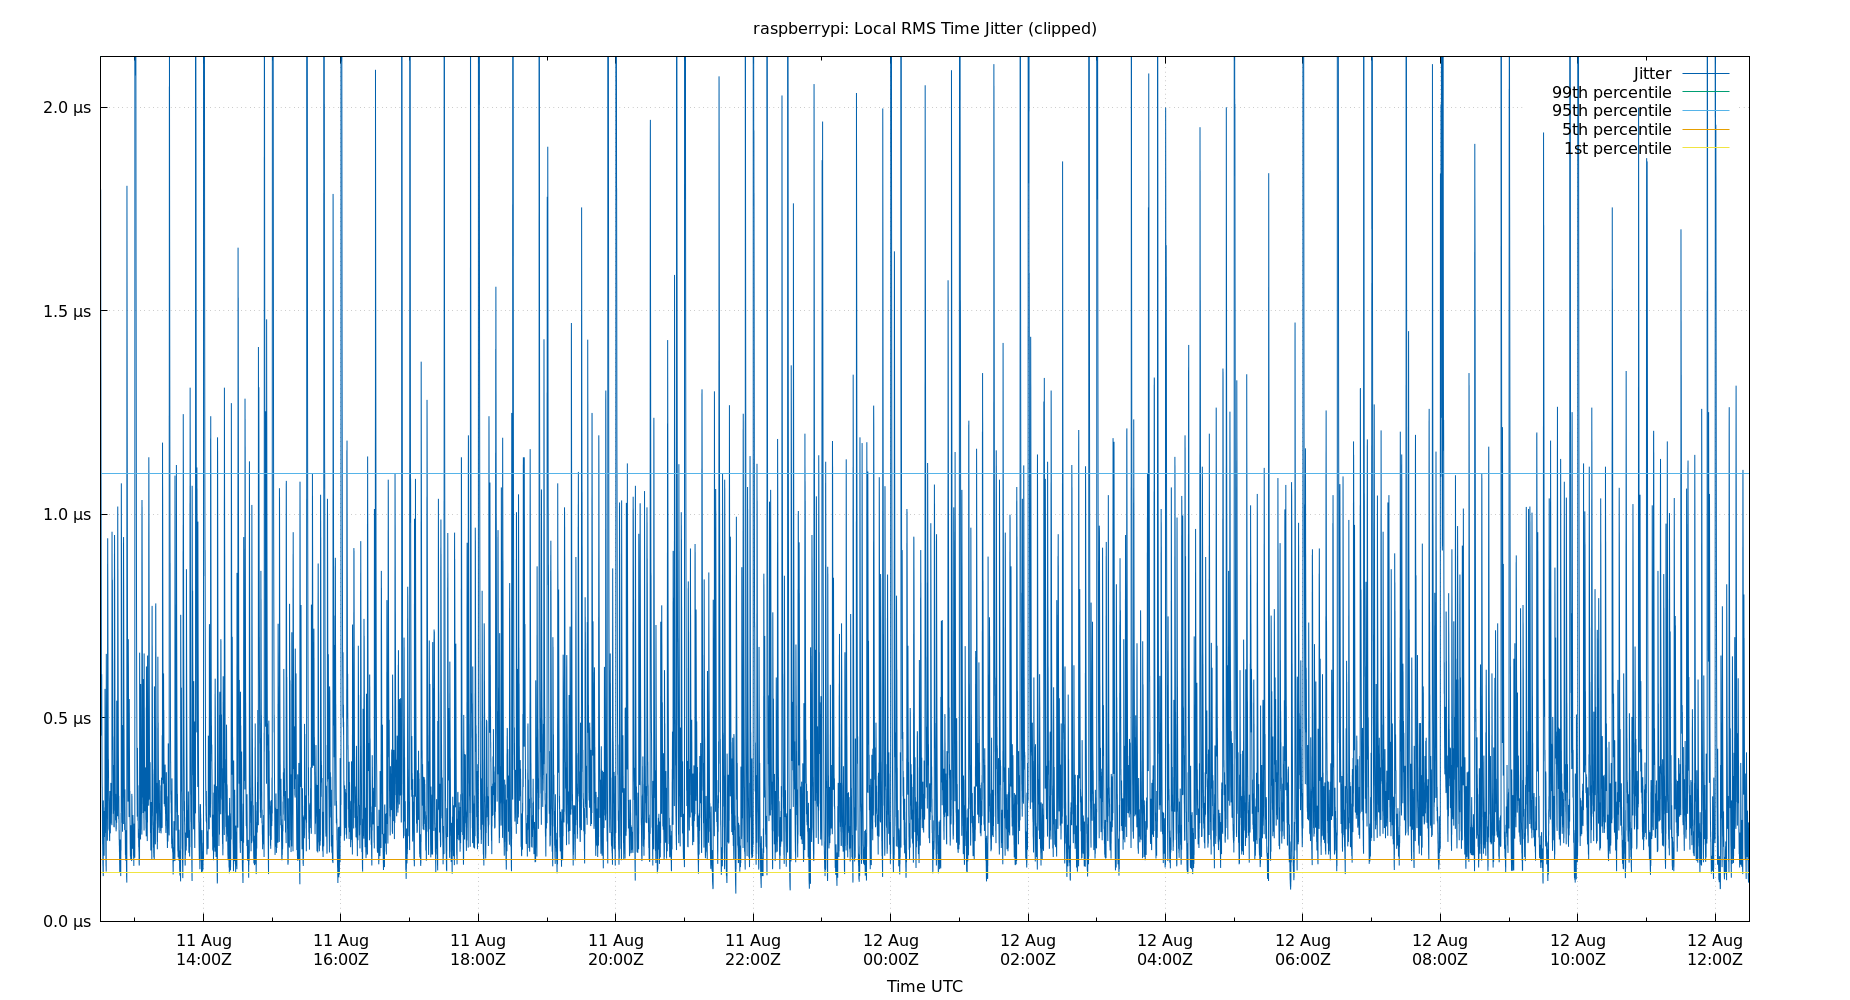 raspberrypi: Local RMS Time Jitter (clipped)
Jitter
99th percentile
95th percentile
5th percentile
1st percentile
2.0 µs
1.5 µs
1.0 µs
0.5 µs
0.0 µs
11 Aug 11 Aug 11 Aug 11 Aug 11 Aug 12 Aug 12 Aug 12 Aug 12 Aug 12 Aug 12 Aug 12 Aug
14:00Z 16:00Z 18:00Z 20:00Z 22:00Z 00:00Z 02:00Z 04:00Z 06:00Z 08:00Z 10:00Z 12:00Z
Time UTC